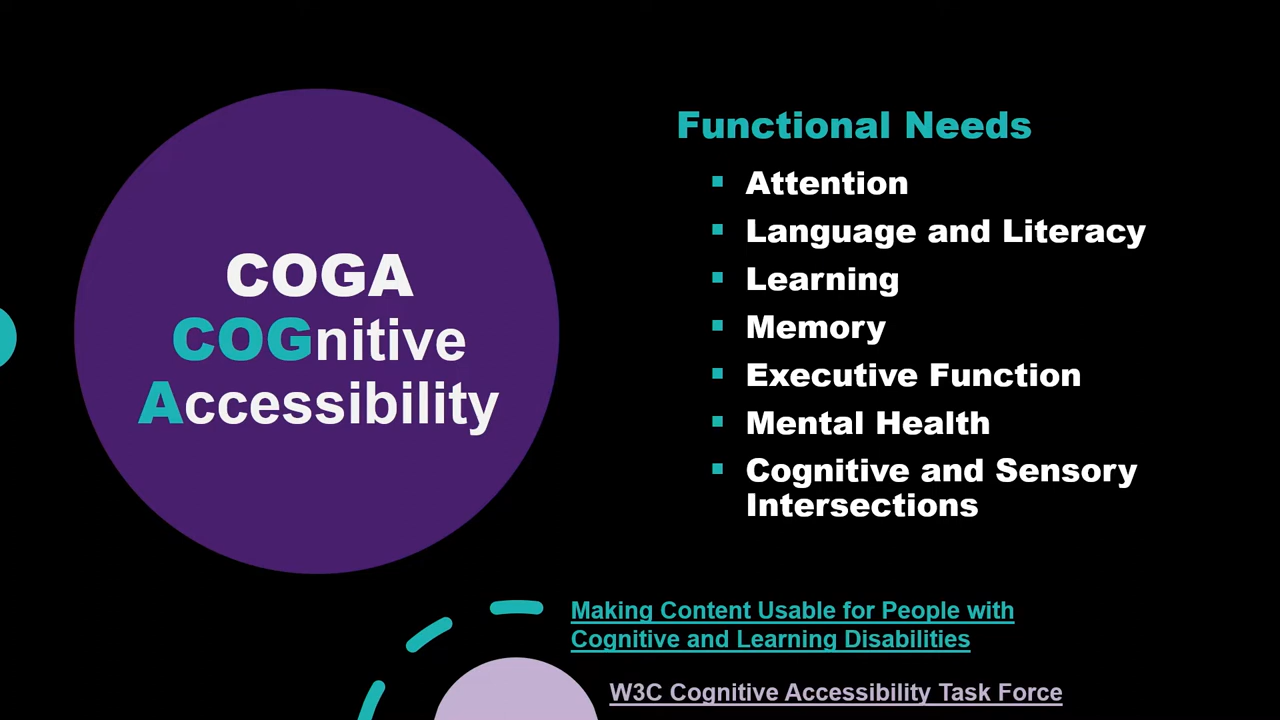 COGA
COGnitive
Accessibility
Functional Needs
Attention
Language and Literacy
Learning
Memory
Executive Function
Mental Health
Cognitive and Sensory
Intersections
Making Content Usable for People with
Cognitive and Learning Disabilities
W3C Cognitive Accessibility Task Force